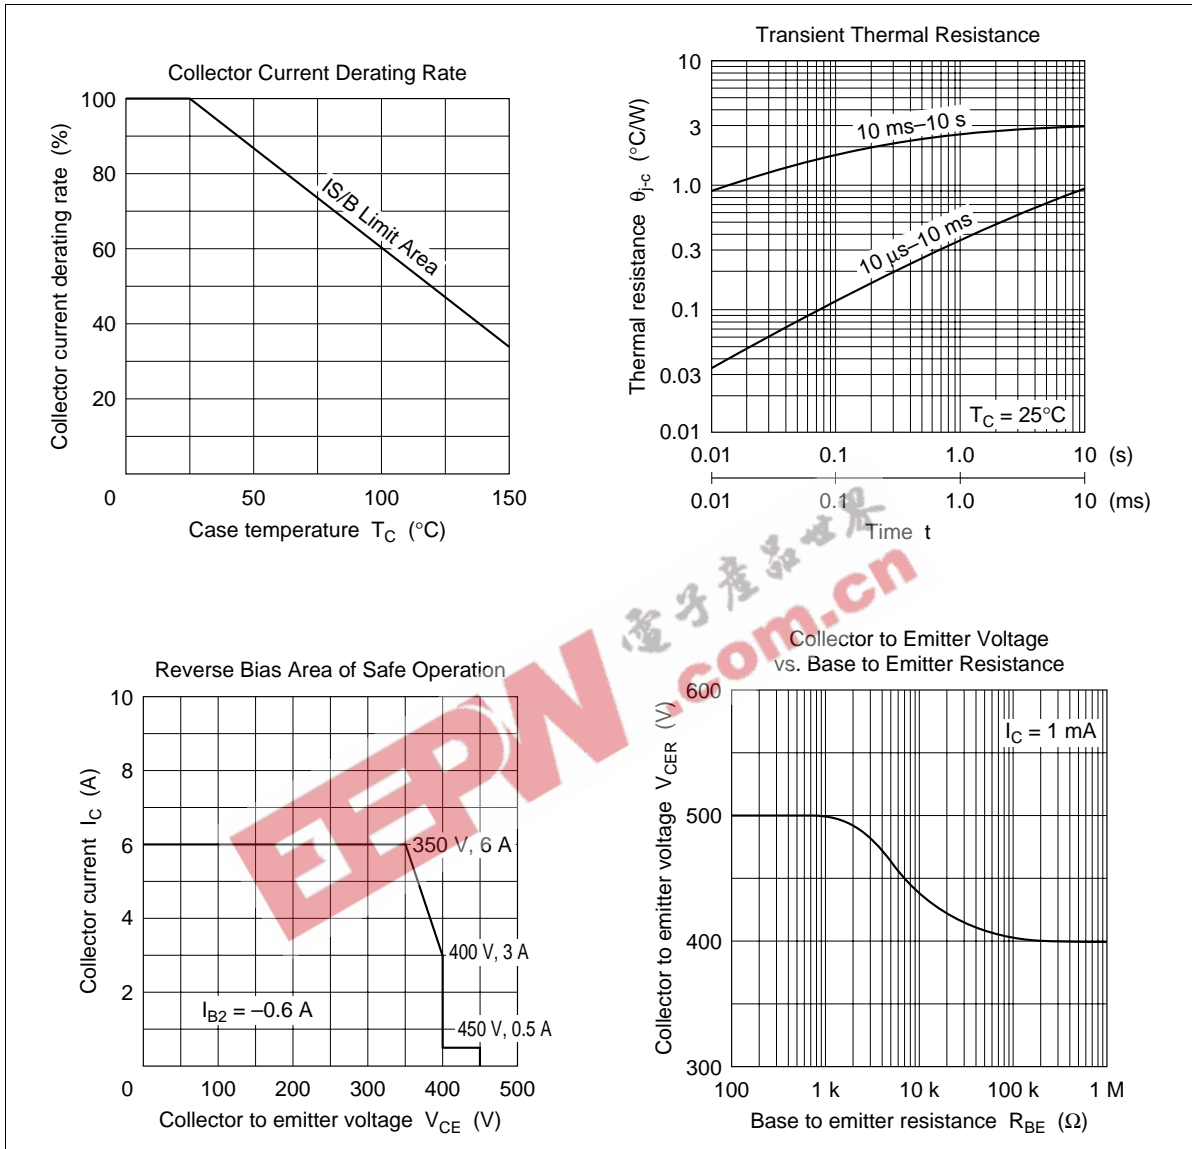 Collector Current Derating Rate
Collector current derating rate (%)
100
80
60
40
20
0
50
100
150
IS/B Limit Area
Case temperature TC (°C)
Transient Thermal Resistance
Thermal resistance θj-c (°C/W)
10
3
1.0
0.3
0.1
0.03
0.01
10 ms–10 s
10 µs–10 ms
TC = 25°C
0.01 0.1 1.0 10 (s)
0.01 0.1 1.0 10 (ms)
Time t
電子產品世界
EEPW.com.cn
Reverse Bias Area of Safe Operation
Collector current IC (A)
10
8
6
4
2
350 V, 6 A
400 V, 3 A
450 V, 0.5 A
IB2 = –0.6 A
0 100 200 300 400 500
Collector to emitter voltage VCE (V)
Collector to Emitter Voltage
vs. Base to Emitter Resistance
Collector to emitter voltage VCER (V)
600
500
400
300
IC = 1 mA
100 1 k 10 k 100 k 1 M
Base to emitter resistance RBE (Ω)